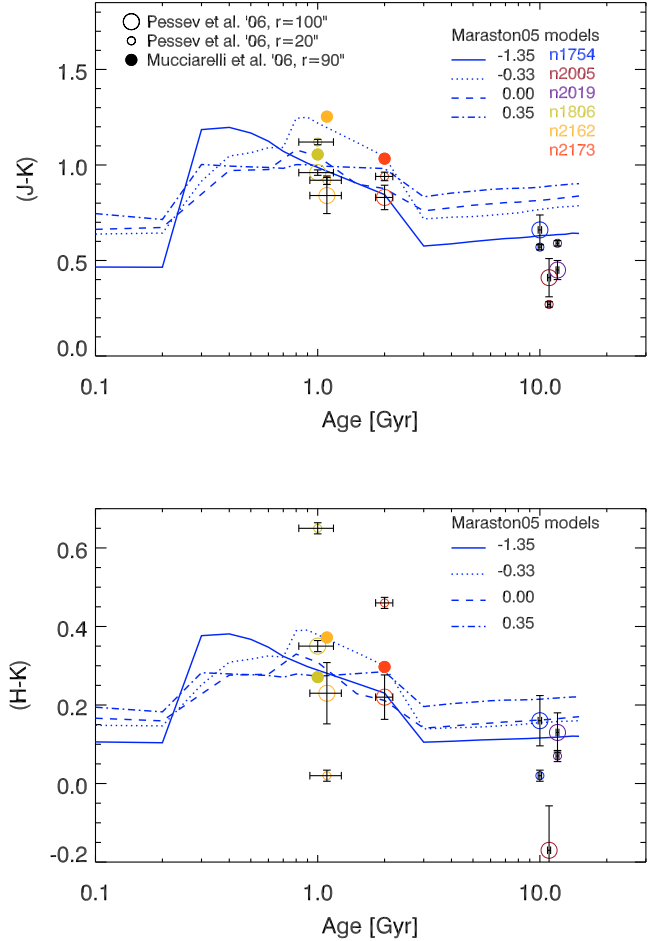 Pessev et al. '06, r=100"
Pessev et al. '06, r=20"
Mucciarelli et al. '06, r=90"
Maraston05 models
-1.35 n1754
-0.33 n2005
0.00 n2019
0.35 n1806
n2162
n2173
1.5
1.0
0.5
0.0
(J-K)
0.1 1.0 10.0
Age [Gyr]
Maraston05 models
-1.35
-0.33
0.00
0.35
0.6
0.4
0.2
0.0
-0.2
(H-K)
0.1 1.0 10.0
Age [Gyr]